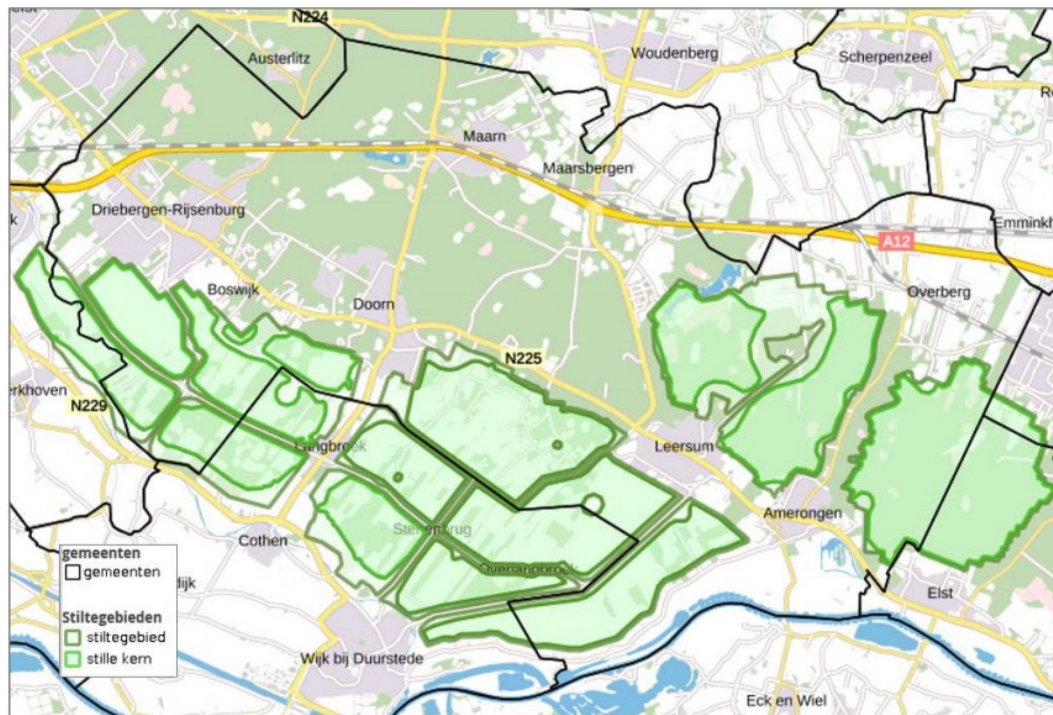 N224
Austerlitz
Woudenberg
Scherpenzeel
Maarn
Maarsbergen
Driebergen-Rijsenburg
A12
Boswijk
Doorn
Overberg
N225
N229
Langbroek
Leersum
Amerongen
Cothen
Overlangbroek
Elst
Wijk bij Duurstede
Eck en Wiel
gemeenten
gemeenten
Stiltegebieden
stiltegebied
stille kern